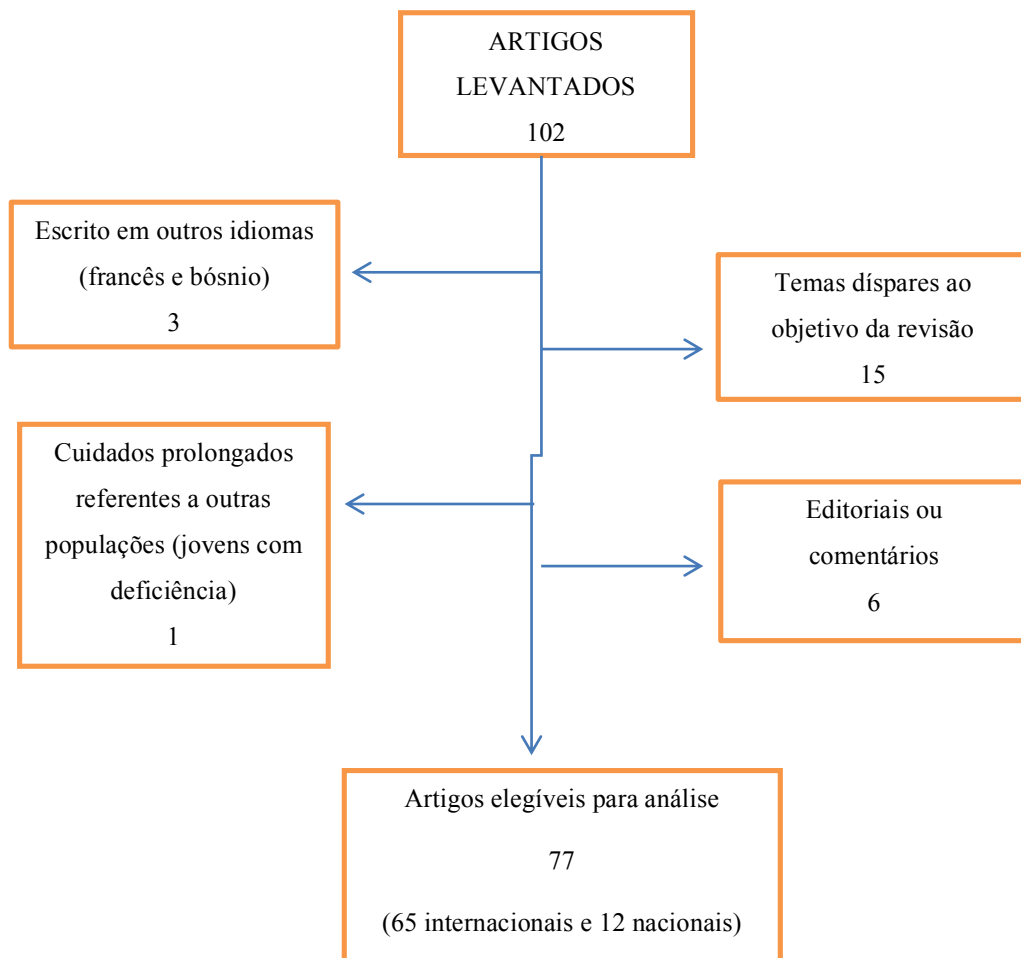 ARTIGOS
LEVANTADOS
102
Escrito em outros idiomas
(francês e bósnio)
3
Temas díspares ao
objetivo da revisão
15
Cuidados prolongados
referentes a outras
populações (jovens com
deficiência)
1
Editoriais ou
comentários
6
Artigos elegíveis para análise
77
(65 internacionais e 12 nacionais)